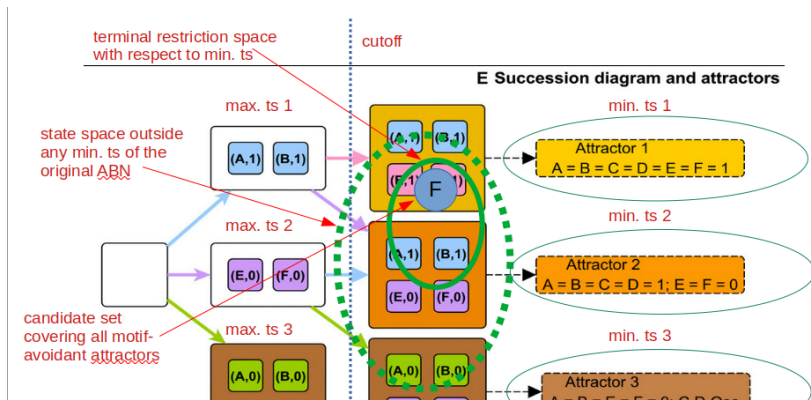 terminal restriction space
with respect to min. ts
cutoff
E Succession diagram and attractors
max. ts 1
min. ts 1
state space outside
any min. ts of the
original ABN
(A,1) (B,1)
(A,1) (B,1)
Attractor 1
A = B = C = D = E = F = 1
F
max. ts 2
min. ts 2
(E,0) (F,0)
(A,1) (B,1)
(E,0) (F,0)
Attractor 2
A = B = C = D = 1; E = F = 0
candidate set
covering all motif-
avoidant attractors
max. ts 3
min. ts 3
(A,0) (B,0)
(A,0) (B,0)
Attractor 3